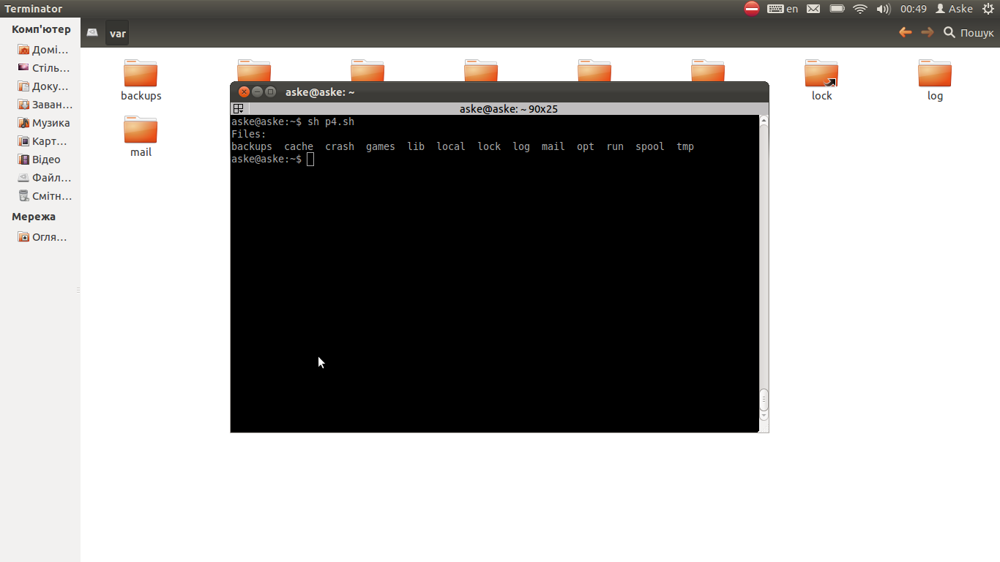 Terminator
en
00:49
Aske
Комп'ютер
Домі...
Стіль...
Доку...
Заван...
Музика
Карт...
Відео
Файл...
Смітн...
Мережа
Огля...
var
Пошук
backups
lock
log
mail
aske@aske: ~
aske@aske: ~ 90x25
aske@aske:~$ sh p4.sh
Files:
backups cache crash games lib local lock log mail opt run spool tmp
aske@aske:~$